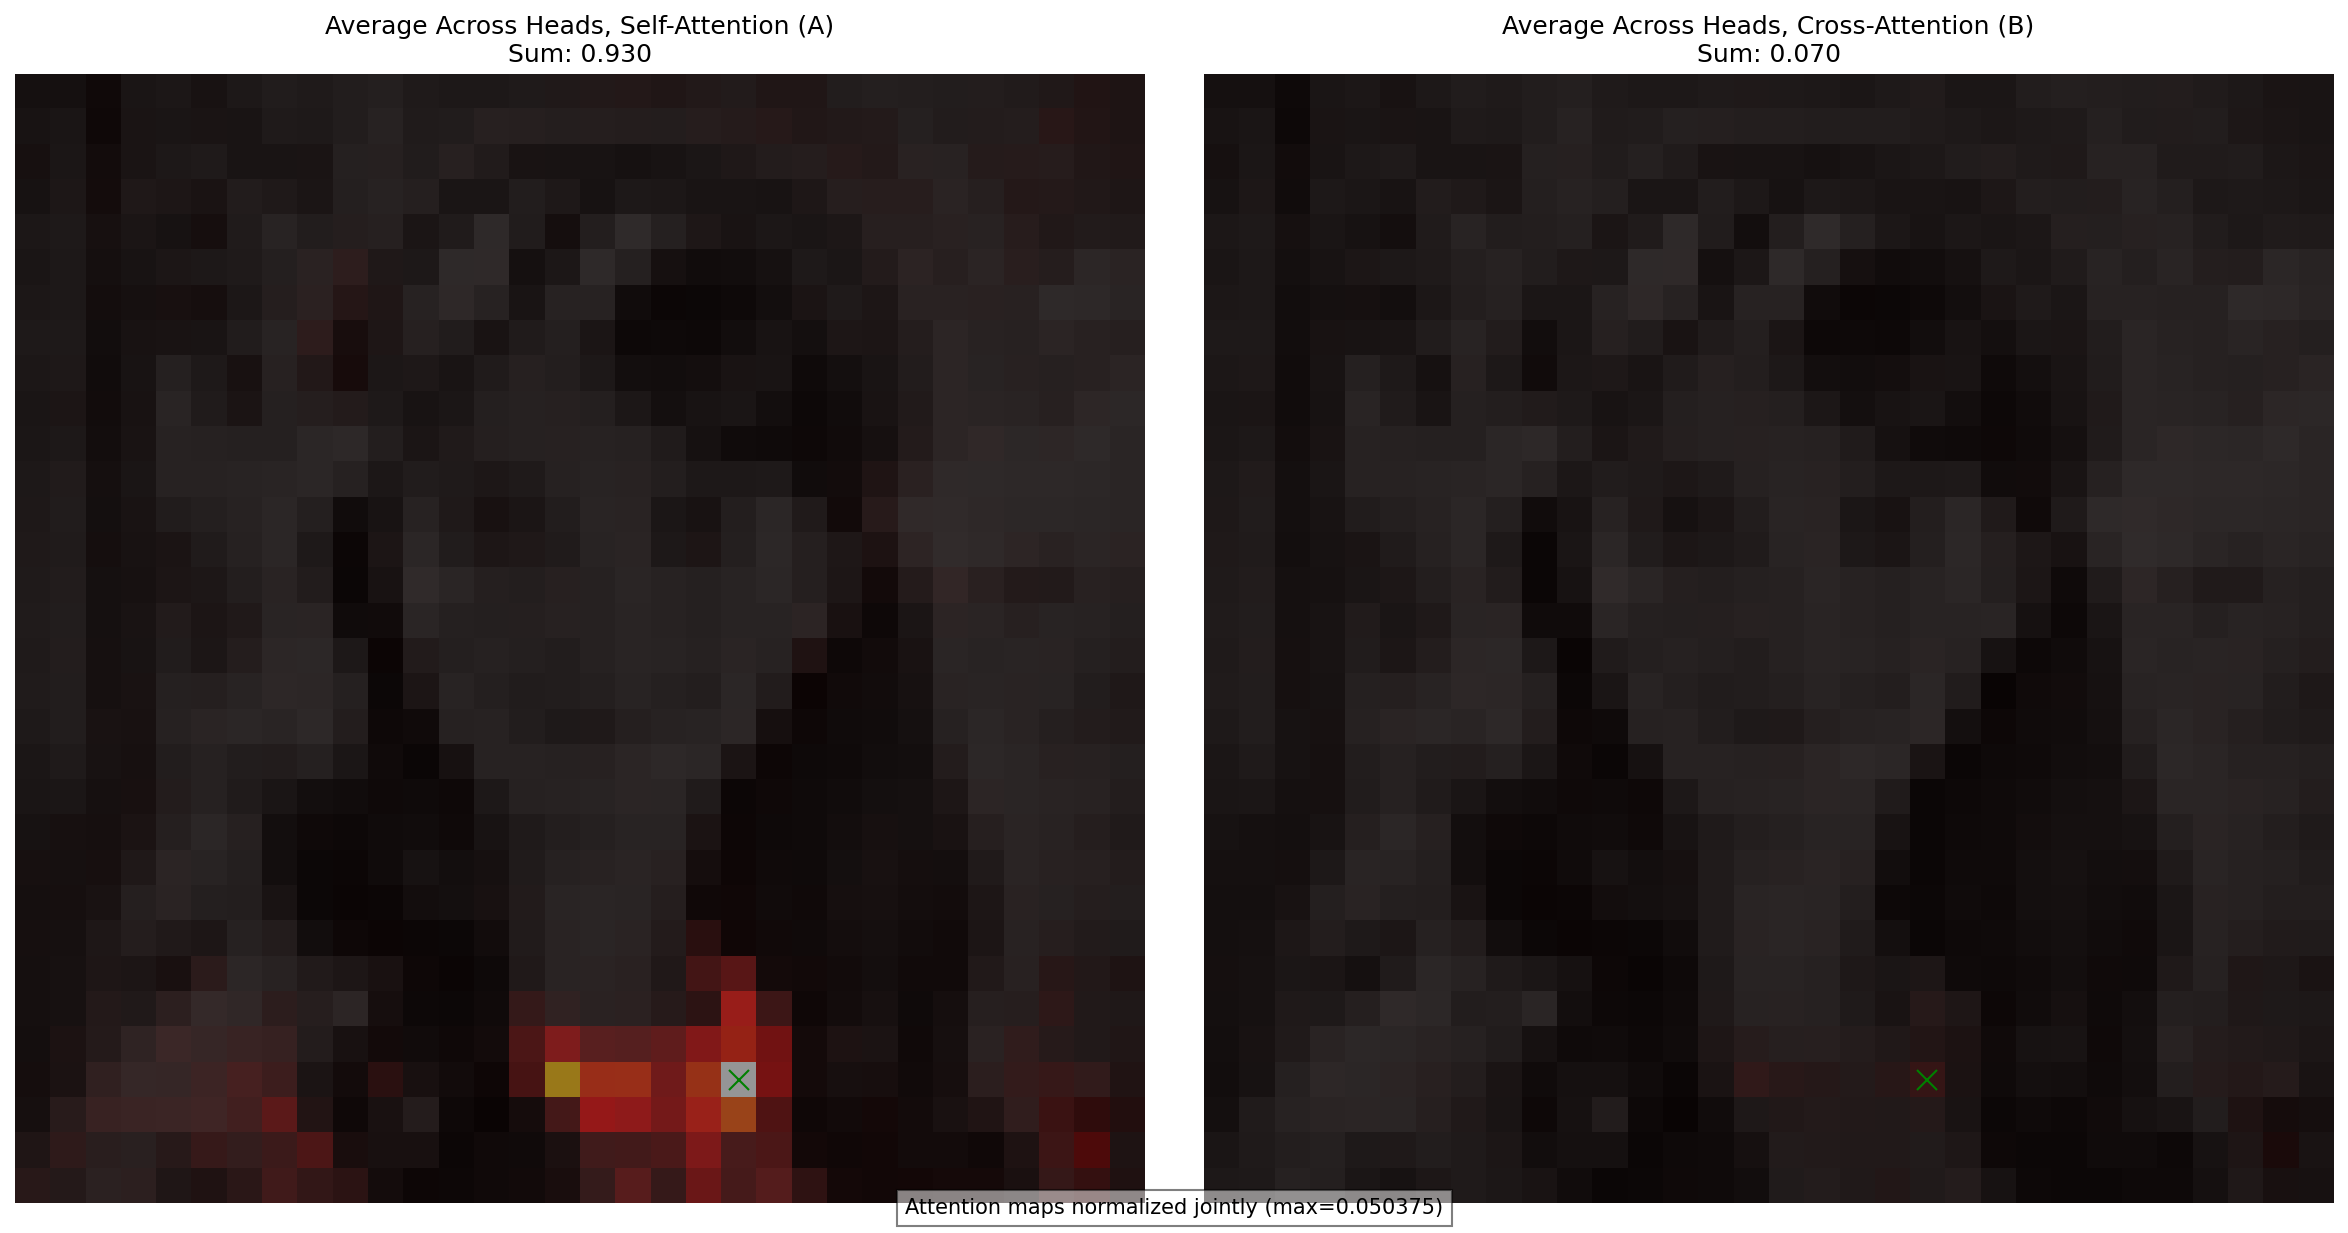 Average Across Heads, Self-Attention (A)
Sum: 0.930
Average Across Heads, Cross-Attention (B)
Sum: 0.070
Attention maps normalized jointly (max=0.050375)